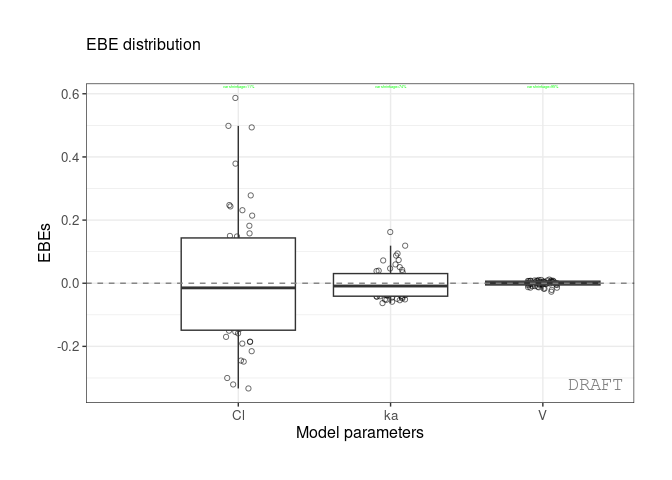 EBE distribution
0.6
0.4
0.2
0.0
-0.2
EBEs
DRAFT
Cl
ka
V
Model parameters